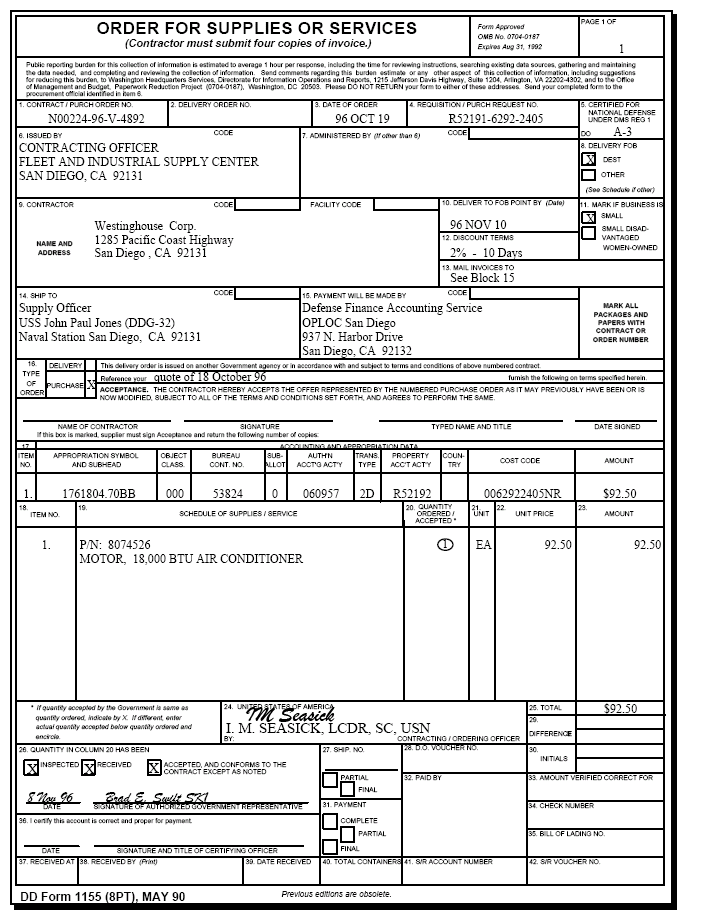 ORDER FOR SUPPLIES OR SERVICES
(Contractor must submit four copies of invoice.)
Form Approved
OMB No. 0704-0187
Expires Aug 31, 1992
PAGE 1 OF
1
Public reporting burden for this collection of information is estimated to average 1 hour per response, including the time for reviewing instructions, searching existing data sources, gathering and maintaining
the data needed, and completing and reviewing the collection of information. Send comments regarding this burden estimate or any other aspect of this collection of information, including suggestions
for reducing this burden, to Washington Headquarters Services, Directorate for Information Operations and Reports, 1215 Jefferson Davis Highway, Suite 1204, Arlington, VA 22202-4302, and to the Office
of Management and Budget, Paperwork Reduction Project (0704-0187), Washington, DC 20503. Please DO NOT RETURN your form to either of these addresses. Send your completed form to the
procurement official identified in item 6.
1. CONTRACT / PURCH ORDER NO.
N00224-96-V-4892
2. DELIVERY ORDER NO.
3. DATE OF ORDER
96 OCT 19
4. REQUISITION / PURCH REQUEST NO.
R52191-6292-2405
5. CERTIFIED FOR
NATIONAL DEFENSE
UNDER DMS REG 1
DO A-3
6. ISSUED BY CODE
CONTRACTING OFFICER
FLEET AND INDUSTRIAL SUPPLY CENTER
SAN DIEGO, CA 92131
7. ADMINISTERED BY (If other than 6) CODE
8. DELIVERY FOB
X DEST
OTHER
(See Schedule if other)
9. CONTRACTOR CODE FACILITY CODE
NAME AND
ADDRESS
Westinghouse Corp.
1285 Pacific Coast Highway
San Diego , CA 92131
10. DELIVER TO FOB POINT BY (Date)
96 NOV 10
12. DISCOUNT TERMS
2% - 10 Days
13. MAIL INVOICES TO
See Block 15
11. MARK IF BUSINESS IS
X SMALL
SMALL DISAD-
VANTAGED
WOMEN-OWNED
14. SHIP TO CODE
Supply Officer
USS John Paul Jones (DDG-32)
Naval Station San Diego, CA 92131
15. PAYMENT WILL BE MADE BY CODE
Defense Finance Accounting Service
OPLOC San Diego
937 N. Harbor Drive
San Diego, CA 92132
MARK ALL
PACKAGES AND
PAPERS WITH
CONTRACT OR
ORDER NUMBER
16.
TYPE
OF
ORDER
DELIVERY
This delivery order is issued on another Government agency or in accordance with and subject to terms and conditions of above numbered contract.
PURCHASE X
Reference your quote of 18 October 96 furnish the following on terms specified herein.
ACCEPTANCE. THE CONTRACTOR HEREBY ACCEPTS THE OFFER REPRESENTED BY THE NUMBERED PURCHASE ORDER AS IT MAY PREVIOUSLY HAVE BEEN OR IS
NOW MODIFIED, SUBJECT TO ALL OF THE TERMS AND CONDITIONS SET FORTH, AND AGREES TO PERFORM THE SAME.
NAME OF CONTRACTOR SIGNATURE TYPED NAME AND TITLE DATE SIGNED
If this box is marked, supplier must sign Acceptance and return the following number of copies:
17. ACCOUNTING AND APPROPRIATION DATA
ITEM NO. APPROPRIATION SYMBOL AND SUBHEAD OBJECT CLASS. BUREAU CONT. NO. SUB-ALLOT AUTH'N ACCT'G ACT'Y TRANS. TYPE PROPERTY ACC'T ACT'Y COUN-TRY COST CODE AMOUNT
1. 1761804.70BB 000 53824 0 060957 2D R52192 0062922405NR $92.50
18. ITEM NO. 19. SCHEDULE OF SUPPLIES / SERVICE 20. QUANTITY ORDERED / ACCEPTED * 21. UNIT 22. UNIT PRICE 23. AMOUNT
1. P/N: 8074526 1 EA 92.50 92.50
MOTOR, 18,000 BTU AIR CONDITIONER
* If quantity accepted by the Government is same as
quantity ordered, indicate by X. If different, enter
actual quantity accepted below quantity ordered and
encircle.
24. UNITED STATES OF AMERICA
TM Seasick
I. M. SEASICK, LCDR, SC, USN
BY: CONTRACTING / ORDERING OFFICER
25. TOTAL $92.50
29.
DIFFERENCE
26. QUANTITY IN COLUMN 20 HAS BEEN
X INSPECTED X RECEIVED X ACCEPTED, AND CONFORMS TO THE
CONTRACT EXCEPT AS NOTED
8 Nov 96 Brad E. Swilt SK1
DATE SIGNATURE OF AUTHORIZED GOVERNMENT REPRESENTATIVE
27. SHIP. NO.
PARTIAL
FINAL
28. D.O. VOUCHER NO.
30.
INITIALS
32. PAID BY
33. AMOUNT VERIFIED CORRECT FOR
31. PAYMENT
COMPLETE
PARTIAL
FINAL
34. CHECK NUMBER
35. BILL OF LADING NO.
36. I certify this account is correct and proper for payment.
DATE SIGNATURE AND TITLE OF CERTIFYING OFFICER
37. RECEIVED AT 38. RECEIVED BY (Print) 39. DATE RECEIVED 40. TOTAL CONTAINERS 41. S/R ACCOUNT NUMBER 42. S/R VOUCHER NO.
DD Form 1155 (8PT), MAY 90
Previous editions are obsolete.